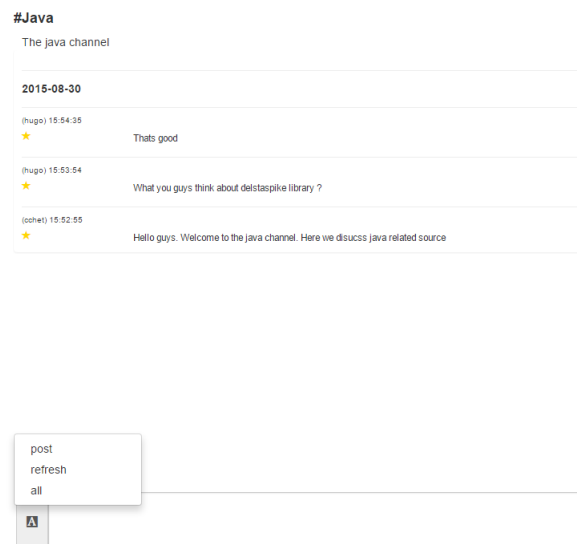 #Java
The java channel
2015-08-30
(hugo) 15:54:35
Thats good
(hugo) 15:53:54
What you guys think about delstaspike library ?
(cchet) 15:52:55
Hello guys. Welcome to the java channel. Here we disucss java related source
post
refresh
all
A